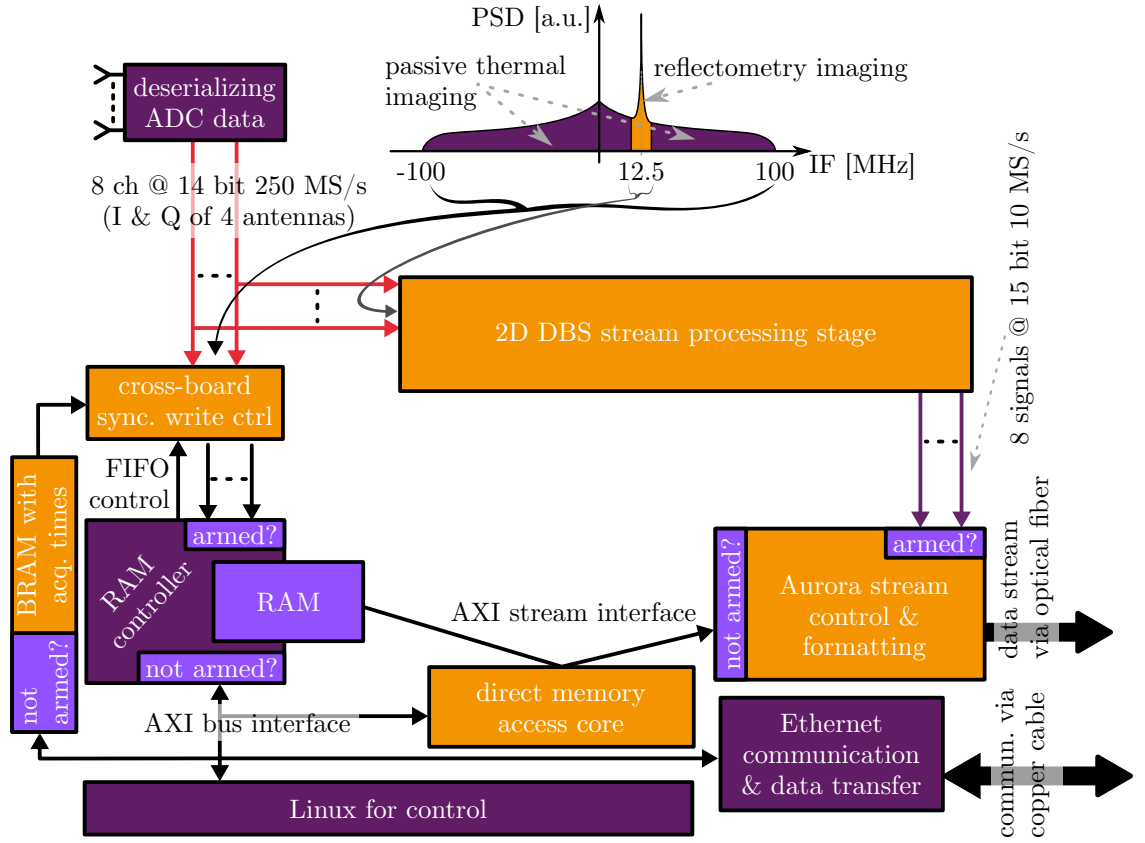 PSD [a.u.]
passive thermal
imaging
reflectometry imaging
deserializing
ADC data
-100
12.5
100
IF [MHz]
8 ch @ 14 bit 250 MS/s
(I & Q of 4 antennas)
8 signals @ 15 bit 10 MS/s
2D DBS stream processing stage
cross-board
sync. write ctrl
FIFO
control
BRAM with
acq. times
not
armed?
armed?
RAM
controller
RAM
not armed?
AXI stream interface
not armed?
armed?
Aurora stream
control &
formatting
data stream
via optical fiber
direct memory
access core
AXI bus interface
Ethernet
communication
& data transfer
commun. via
copper cable
Linux for control